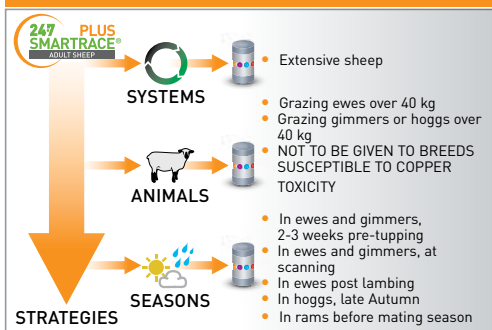 247 PLUS
SMARTRACE®
ADULT SHEEP
SYSTEMS
• Extensive sheep
ANIMALS
• Grazing ewes over 40 kg
• Grazing gimmers or hoggs over
40 kg
• NOT TO BE GIVEN TO BREEDS
SUSCEPTIBLE TO COPPER
TOXICITY
SEASONS
• In ewes and gimmers,
2-3 weeks pre-tupping
• In ewes and gimmers, at
scanning
• In ewes post lambing
• In hoggs, late Autumn
• In rams before mating season
STRATEGIES